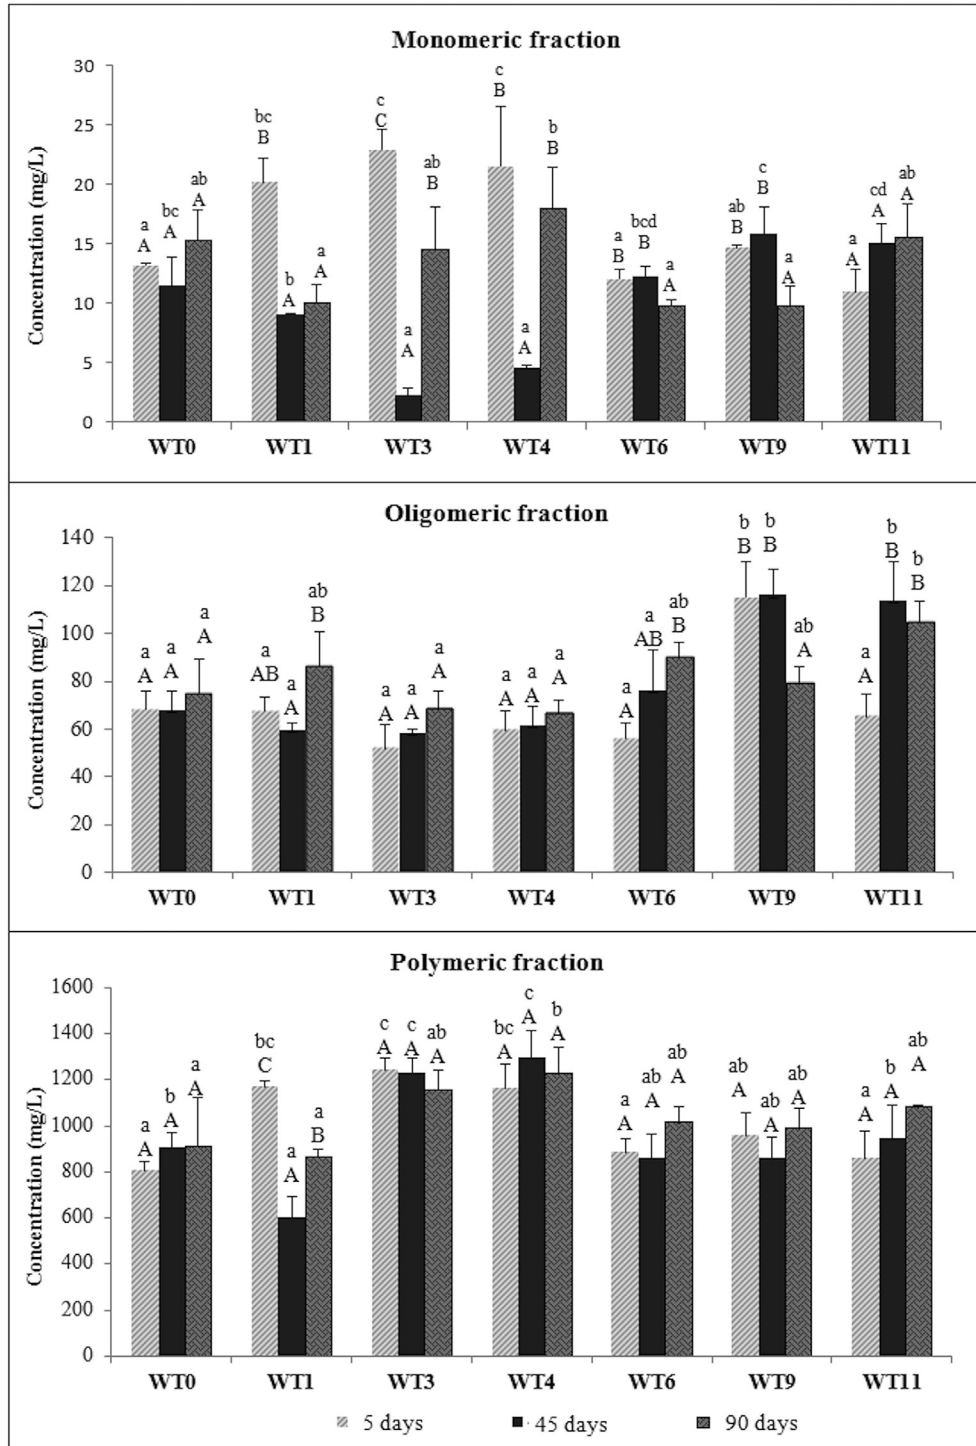 Monomeric fraction
Concentration (mg/L)
30
25
20
15
10
5
0
a
A
bc
A
ab
A
bc
B
b
A
a
A
c
C
a
A
ab
B
c
B
a
A
b
B
a
B
bcd
B
a
A
ab
B
c
B
a
A
a
A
cd
A
ab
A
WT0 WT1 WT3 WT4 WT6 WT9 WT11
Oligomeric fraction
Concentration (mg/L)
140
120
100
80
60
40
20
0
a
A
a
A
a
A
a
AB
a
A
ab
B
a
A
a
A
a
A
a
A
a
A
a
A
a
A
a
AB
ab
B
b
B
b
B
ab
A
a
A
b
B
b
B
WT0 WT1 WT3 WT4 WT6 WT9 WT11
Polymeric fraction
Concentration (mg/L)
1600
1400
1200
1000
800
600
400
200
0
a
A
b
A
a
A
bc
C
a
A
a
B
c
A
c
A
ab
A
bc
A
c
A
b
A
a
A
ab
A
ab
A
ab
A
ab
A
ab
A
a
A
b
A
ab
A
WT0 WT1 WT3 WT4 WT6 WT9 WT11
5 days 45 days 90 days